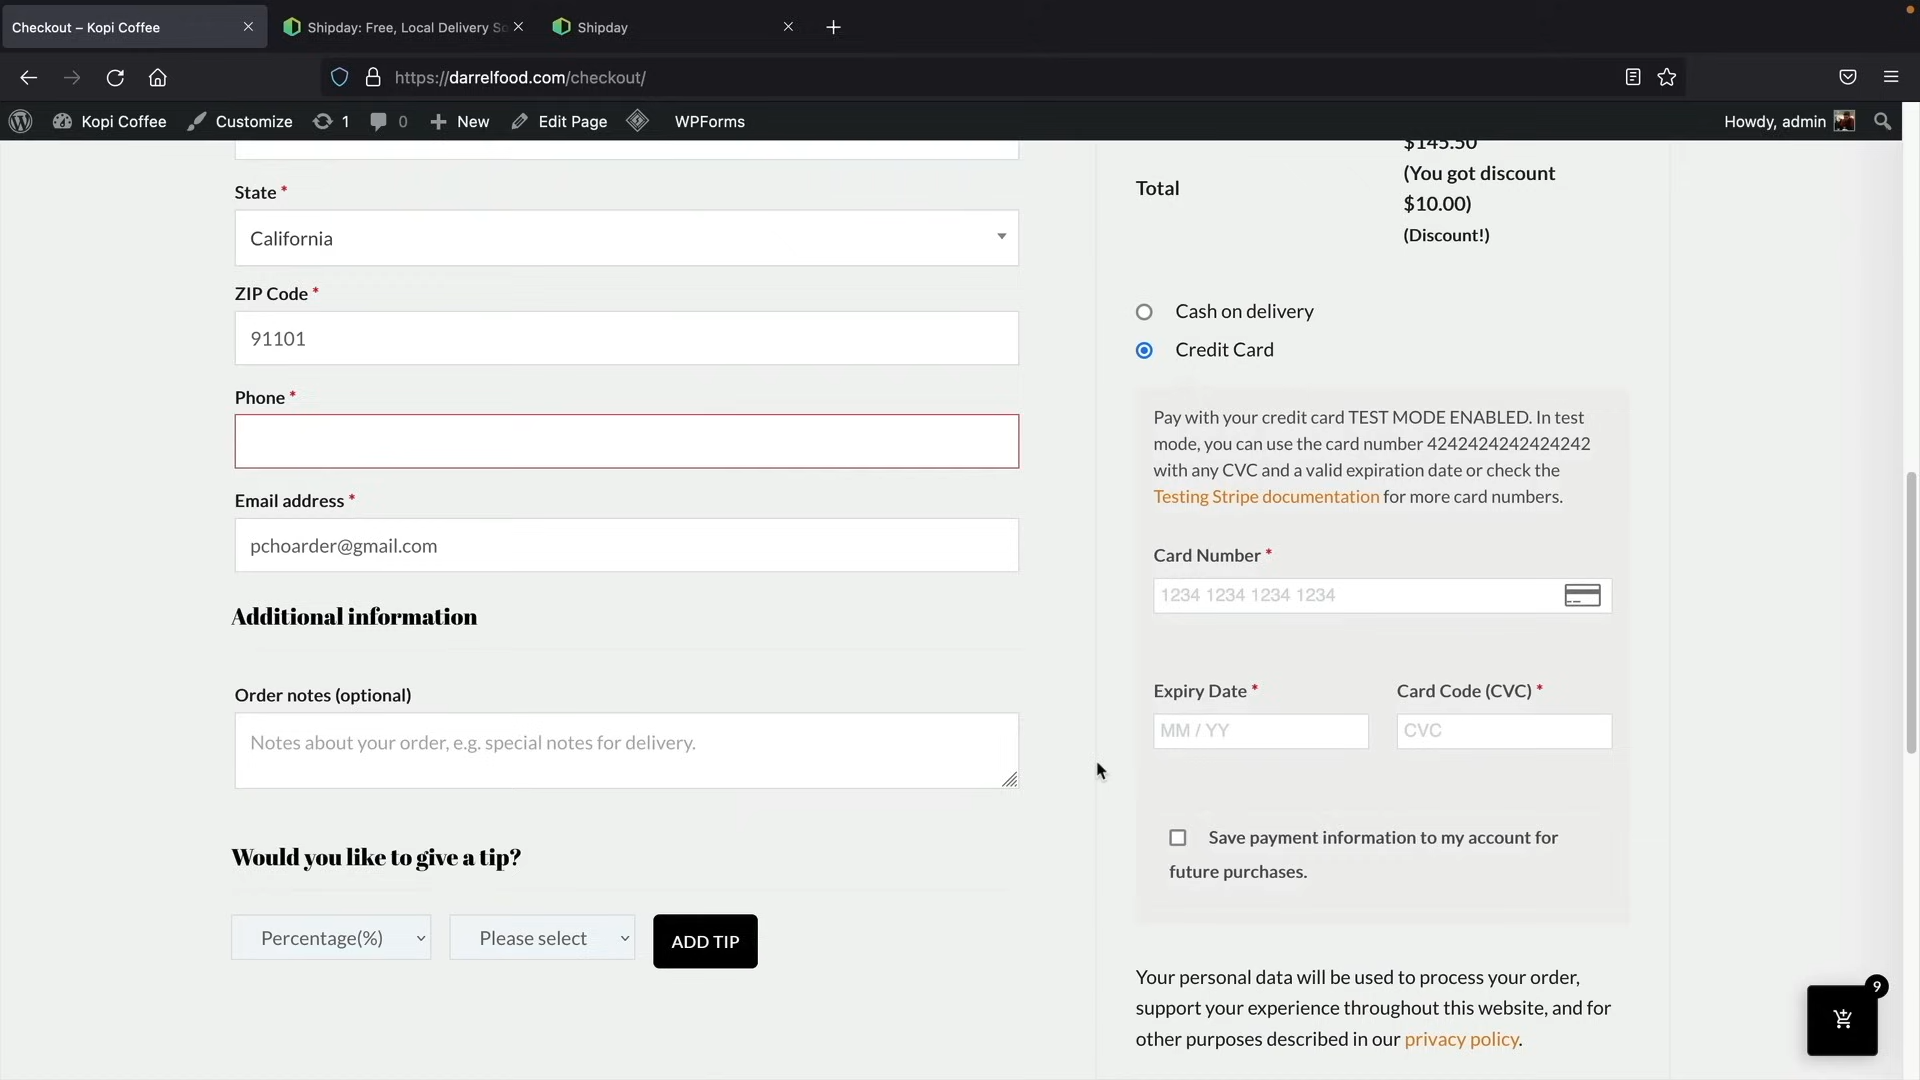 Checkout – Kopi Coffee
Shipday: Free, Local Delivery So
Shipday
https://darrelfood.com/checkout/
Kopi Coffee
Customize
1
0
New
Edit Page
WPForms
Howdy, admin
State *
California
ZIP Code *
91101
Phone *
Email address *
pchoarder@gmail.com
Additional information
Order notes (optional)
Notes about your order, e.g. special notes for delivery.
Would you like to give a tip?
Percentage(%)
Please select
ADD TIP
Total
$145.50
(You got discount
$10.00)
(Discount!)
Cash on delivery
Credit Card
Pay with your credit card TEST MODE ENABLED. In test
mode, you can use the card number 4242424242424242
with any CVC and a valid expiration date or check the
Testing Stripe documentation for more card numbers.
Card Number *
1234 1234 1234 1234
Expiry Date *
Card Code (CVC) *
MM / YY
CVC
Save payment information to my account for
future purchases.
Your personal data will be used to process your order,
support your experience throughout this website, and for
other purposes described in our privacy policy.
9